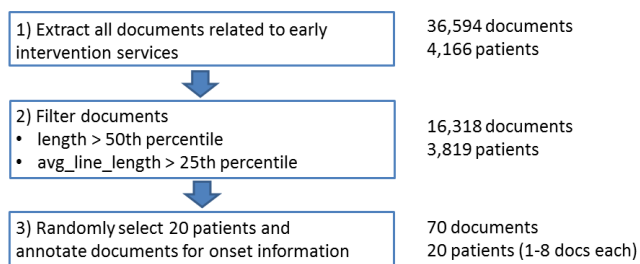 1) Extract all documents related to early
intervention services
36,594 documents
4,166 patients
2) Filter documents
• length > 50th percentile
• avg_line_length > 25th percentile
16,318 documents
3,819 patients
3) Randomly select 20 patients and
annotate documents for onset information
70 documents
20 patients (1-8 docs each)